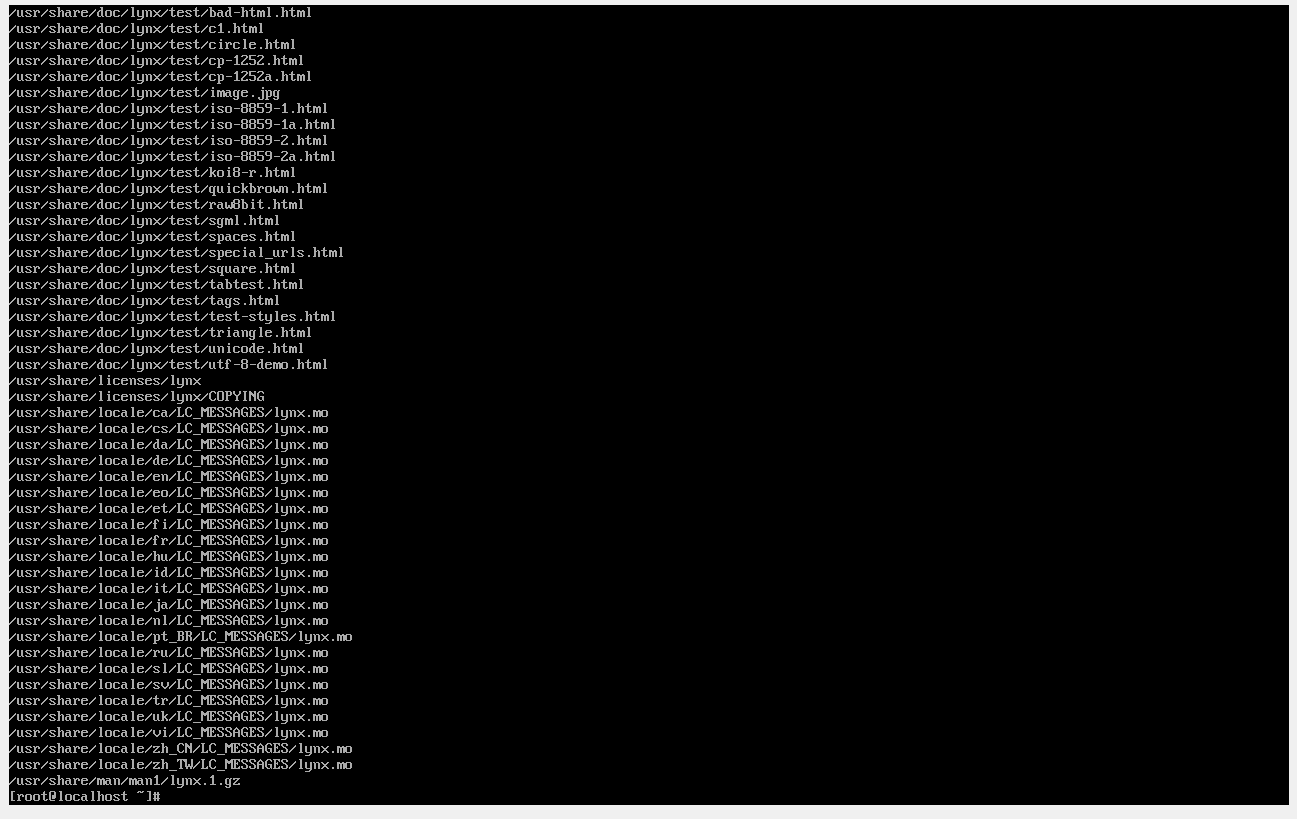 /usr/share/doc/lynx/test/bad-html.html
/usr/share/doc/lynx/test/c1.html
/usr/share/doc/lynx/test/circle.html
/usr/share/doc/lynx/test/cp-1252.html
/usr/share/doc/lynx/test/cp-1252a.html
/usr/share/doc/lynx/test/image.jpg
/usr/share/doc/lynx/test/iso-8859-1.html
/usr/share/doc/lynx/test/iso-8859-1a.html
/usr/share/doc/lynx/test/iso-8859-2.html
/usr/share/doc/lynx/test/iso-8859-2a.html
/usr/share/doc/lynx/test/koi8-r.html
/usr/share/doc/lynx/test/quickbrown.html
/usr/share/doc/lynx/test/raw8bit.html
/usr/share/doc/lynx/test/sgml.html
/usr/share/doc/lynx/test/spaces.html
/usr/share/doc/lynx/test/special_urls.html
/usr/share/doc/lynx/test/square.html
/usr/share/doc/lynx/test/tabtest.html
/usr/share/doc/lynx/test/tags.html
/usr/share/doc/lynx/test/test-styles.html
/usr/share/doc/lynx/test/triangle.html
/usr/share/doc/lynx/test/unicode.html
/usr/share/doc/lynx/test/utf-8-demo.html
/usr/share/licenses/lynx
/usr/share/licenses/lynx/COPYING
/usr/share/locale/ca/LC_MESSAGES/lynx.mo
/usr/share/locale/cs/LC_MESSAGES/lynx.mo
/usr/share/locale/da/LC_MESSAGES/lynx.mo
/usr/share/locale/de/LC_MESSAGES/lynx.mo
/usr/share/locale/en/LC_MESSAGES/lynx.mo
/usr/share/locale/eo/LC_MESSAGES/lynx.mo
/usr/share/locale/et/LC_MESSAGES/lynx.mo
/usr/share/locale/fi/LC_MESSAGES/lynx.mo
/usr/share/locale/fr/LC_MESSAGES/lynx.mo
/usr/share/locale/hu/LC_MESSAGES/lynx.mo
/usr/share/locale/id/LC_MESSAGES/lynx.mo
/usr/share/locale/it/LC_MESSAGES/lynx.mo
/usr/share/locale/ja/LC_MESSAGES/lynx.mo
/usr/share/locale/nl/LC_MESSAGES/lynx.mo
/usr/share/locale/pt_BR/LC_MESSAGES/lynx.mo
/usr/share/locale/ru/LC_MESSAGES/lynx.mo
/usr/share/locale/sl/LC_MESSAGES/lynx.mo
/usr/share/locale/sv/LC_MESSAGES/lynx.mo
/usr/share/locale/tr/LC_MESSAGES/lynx.mo
/usr/share/locale/uk/LC_MESSAGES/lynx.mo
/usr/share/locale/vi/LC_MESSAGES/lynx.mo
/usr/share/locale/zh_CN/LC_MESSAGES/lynx.mo
/usr/share/locale/zh_TW/LC_MESSAGES/lynx.mo
/usr/share/man/man1/lynx.1.gz
[root@localhost ~]#